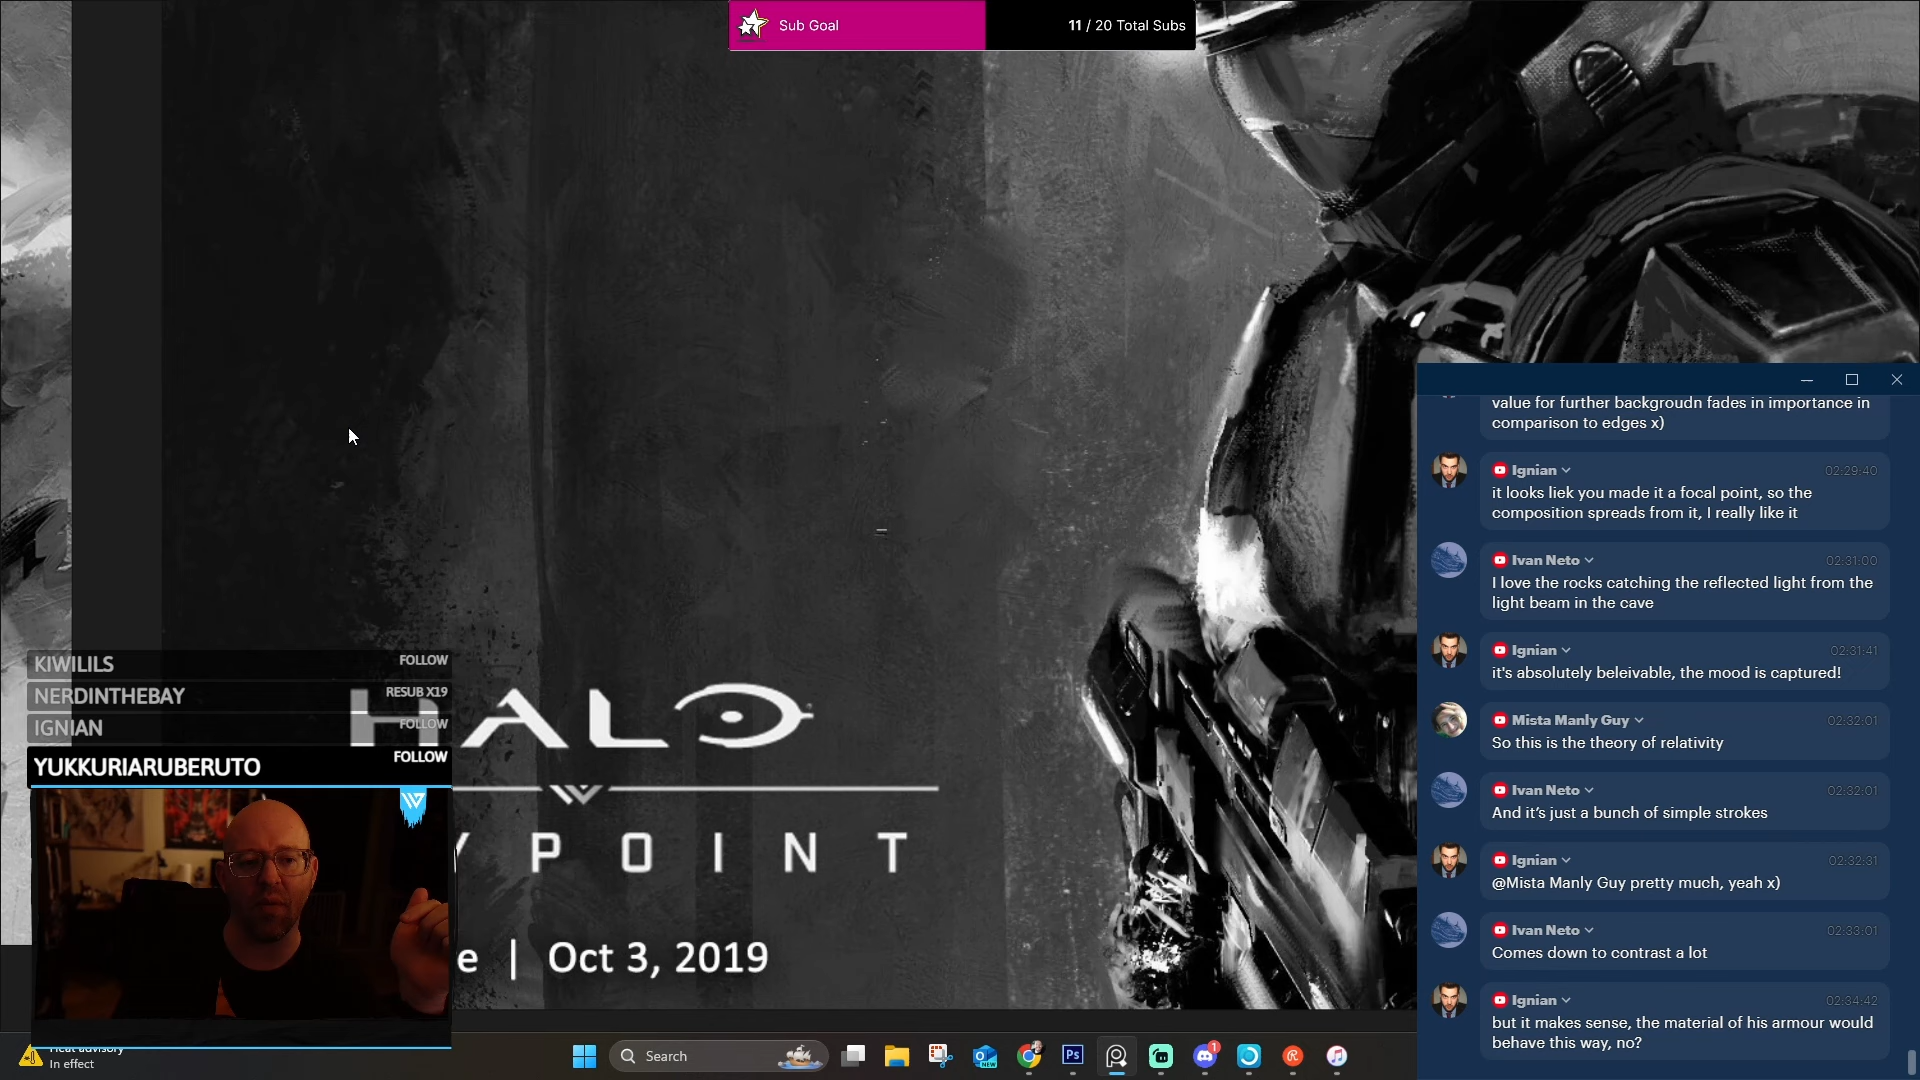 Sub Goal
11 / 20 Total Subs
value for further backgroudn fades in importance in
comparison to edges x)
Ignian
02:29:40
it looks liek you made it a focal point, so the
composition spreads from it, I really like it
Ivan Neto
02:31:00
I love the rocks catching the reflected light from the
light beam in the cave
Ignian
02:31:41
it's absolutely beleivable, the mood is captured!
Mista Manly Guy
02:32:01
So this is the theory of relativity
Ivan Neto
02:32:01
And it's just a bunch of simple strokes
Ignian
02:32:31
@Mista Manly Guy pretty much, yeah x)
Ivan Neto
02:33:01
Comes down to contrast a lot
Ignian
02:34:42
but it makes sense, the material of his armour would
behave this way, no?
KIWILILS FOLLOW
NERDINTHEBAY RESUB X19
IGNIAN FOLLOW
YUKKURIARUBERUTO FOLLOW
HALO
POINT
e | Oct 3, 2019
Heat advisory
In effect
Search
Ps
NEW
1